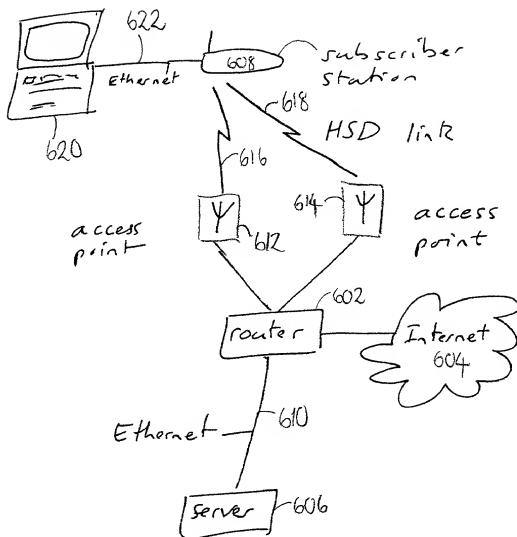 622
Ethernet
608
subscriber
station
620
618
HSD link
616
614
access
point
612
access
point
602
router
Internet
604
610
Ethernet
server
606